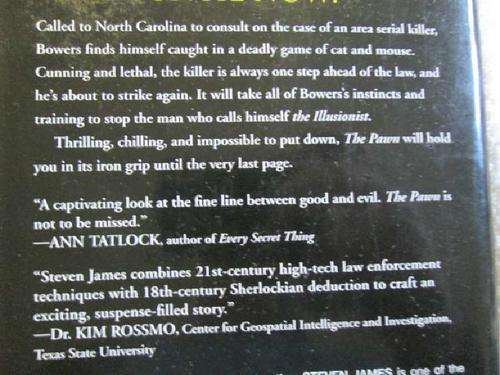 Called to North Carolina to consult on the case of an area serial killer,
Bowers finds himself caught in a deadly game of cat and mouse.
Cunning and lethal, the killer is always one step ahead of the law, and
he's about to strike again. It will take all of Bowers's instincts and
training to stop the man who calls himself the Illusionist.
Thrilling, chilling, and impossible to put down, The Pawn will hold
you in its iron grip until the very last page.
"A captivating look at the fine line between good and evil. The Pawn is
not to be missed."
—ANN TATLOCK, author of Every Secret Thing
"Steven James combines 21st-century high-tech law enforcement
techniques with 18th-century Sherlockian deduction to craft an
exciting, suspense-filled story."
—Dr. KIM ROSSMO, Center for Geospatial Intelligence and Investigation,
Texas State University
STEVEN JAMES is one of the